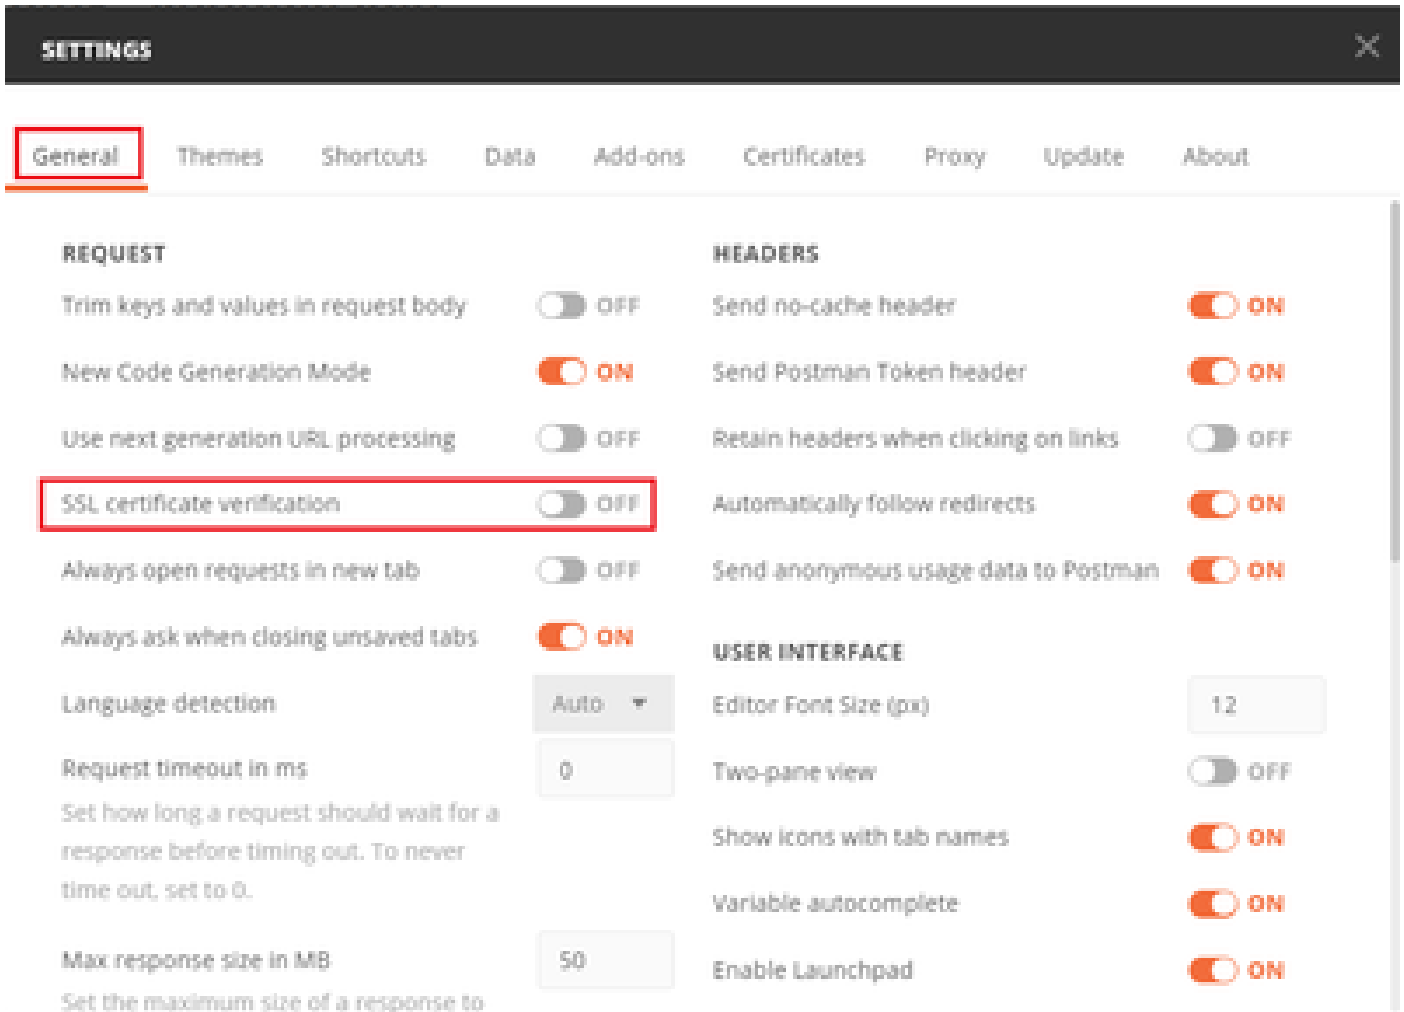 SETTINGS
General Themes Shortcuts Data Add-ons Certificates Proxy Update About
REQUEST
Trim keys and values in request body OFF
New Code Generation Mode ON
Use next generation URL processing OFF
SSL certificate verification OFF
Always open requests in new tab OFF
Always ask when closing unsaved tabs ON
Language detection Auto
Request timeout in ms 0
Set how long a request should wait for a
response before timing out. To never
time out, set to 0.
Max response size in MB 50
Set the maximum size of a response to
HEADERS
Send no-cache header ON
Send Postman Token header ON
Retain headers when clicking on links OFF
Automatically follow redirects ON
Send anonymous usage data to Postman ON
USER INTERFACE
Editor Font Size (px) 12
Two-pane view OFF
Show icons with tab names ON
Variable autocomplete ON
Enable Launchpad ON